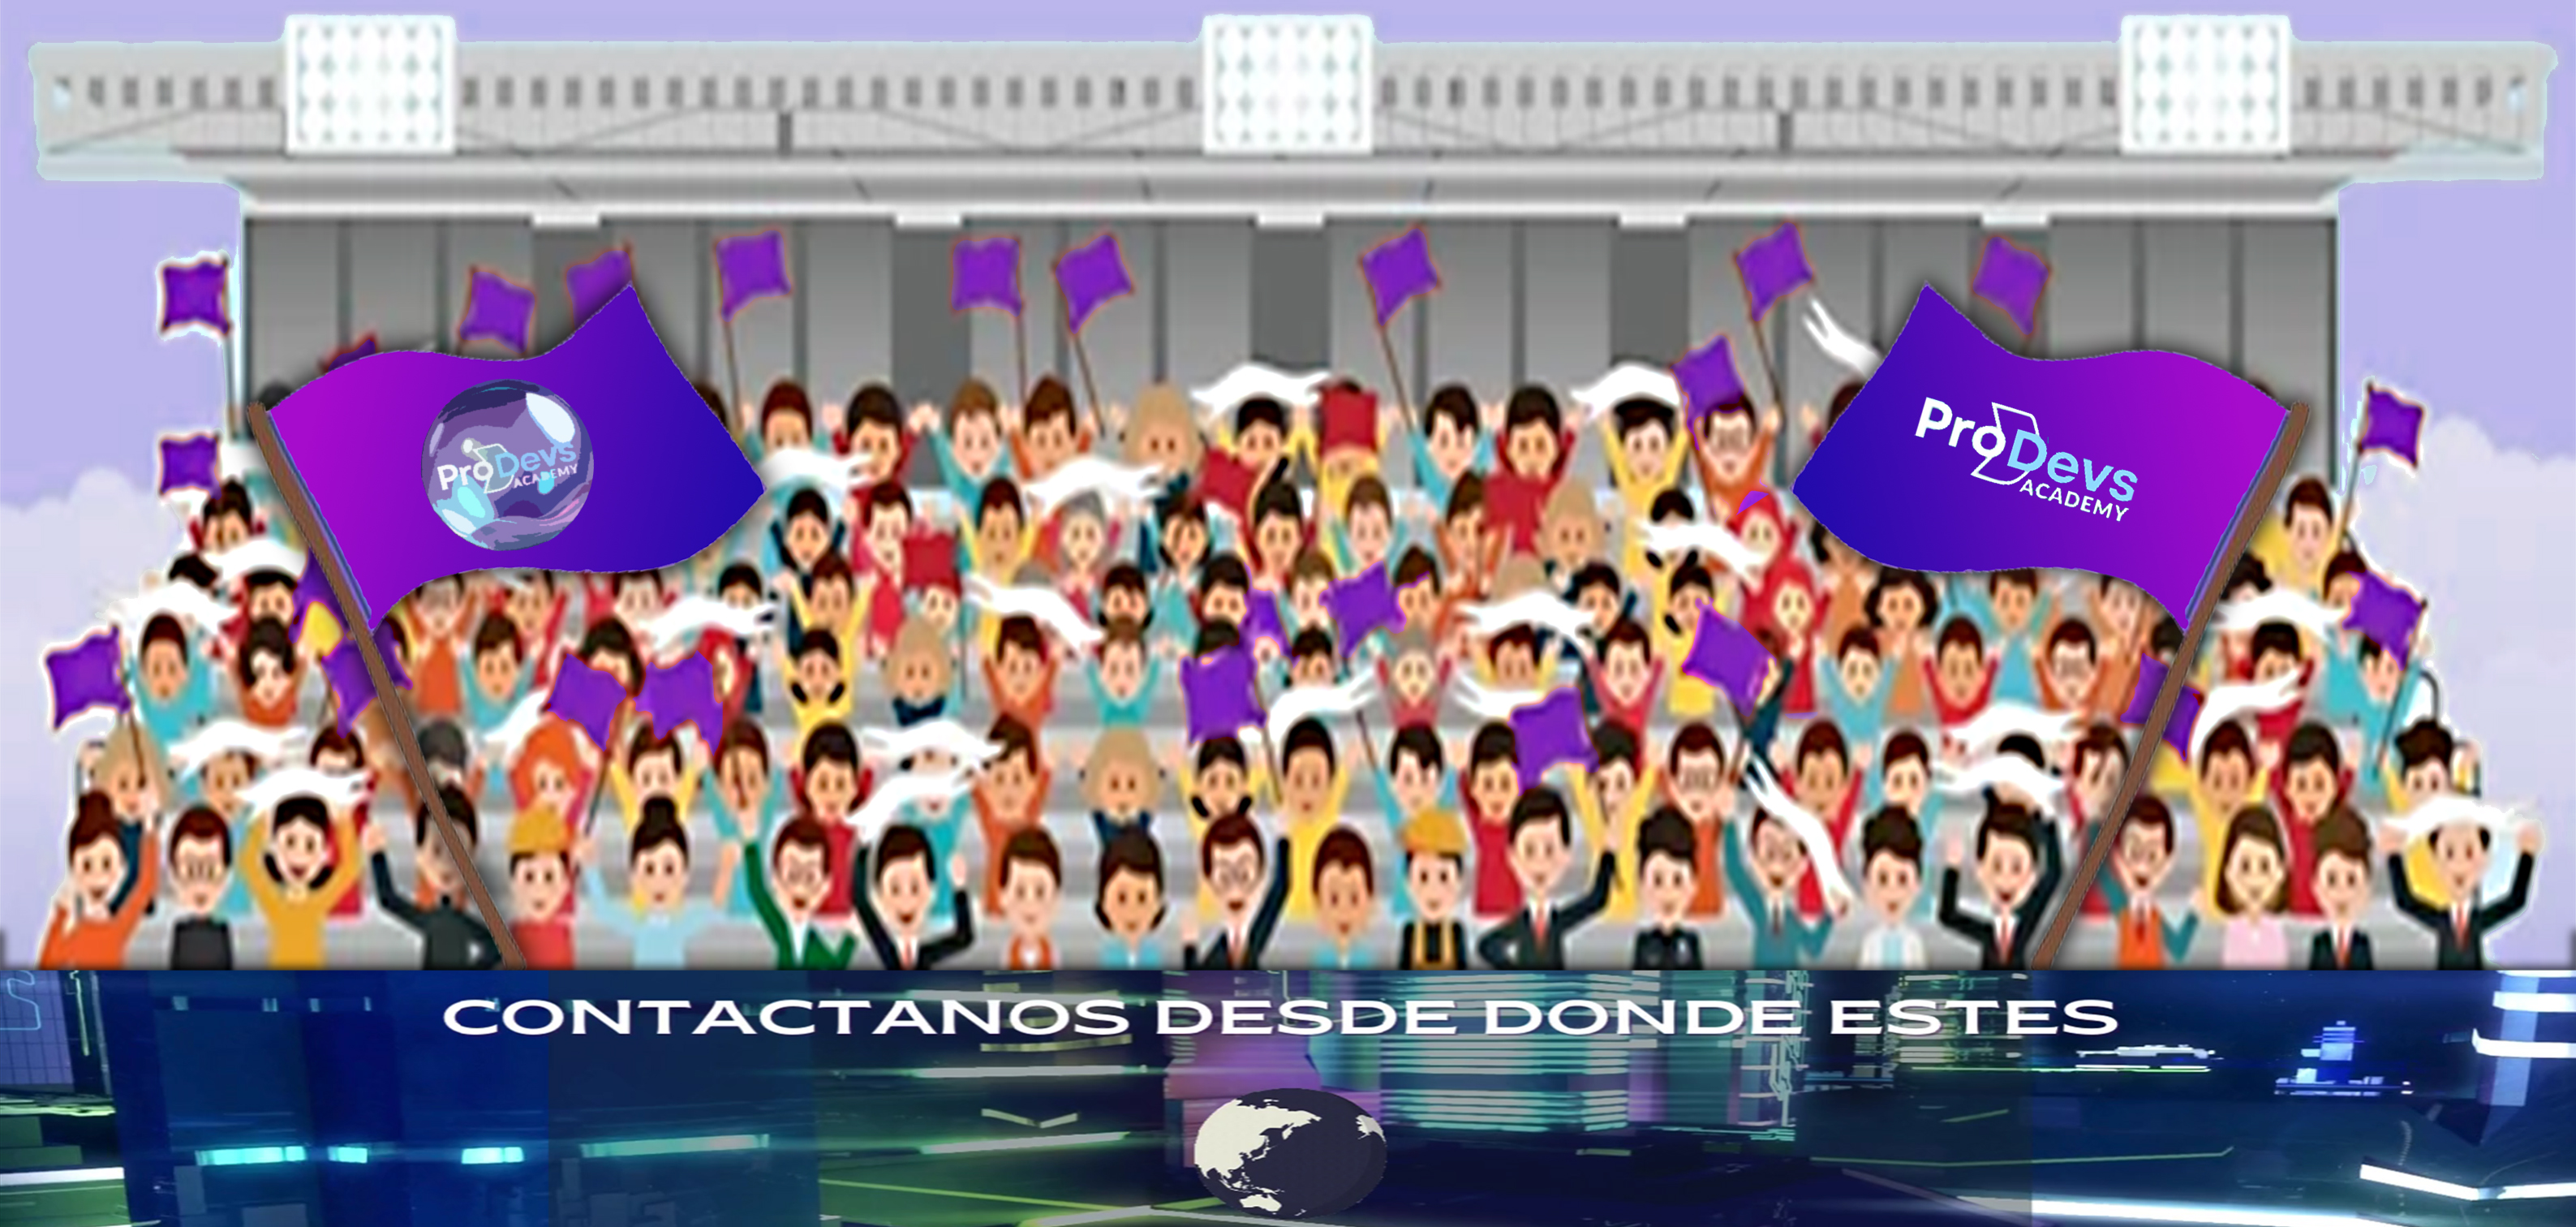 ProDevs
ACADEMY
ProDevs
ACADEMY
CONTACTANOS DESDE DONDE ESTES